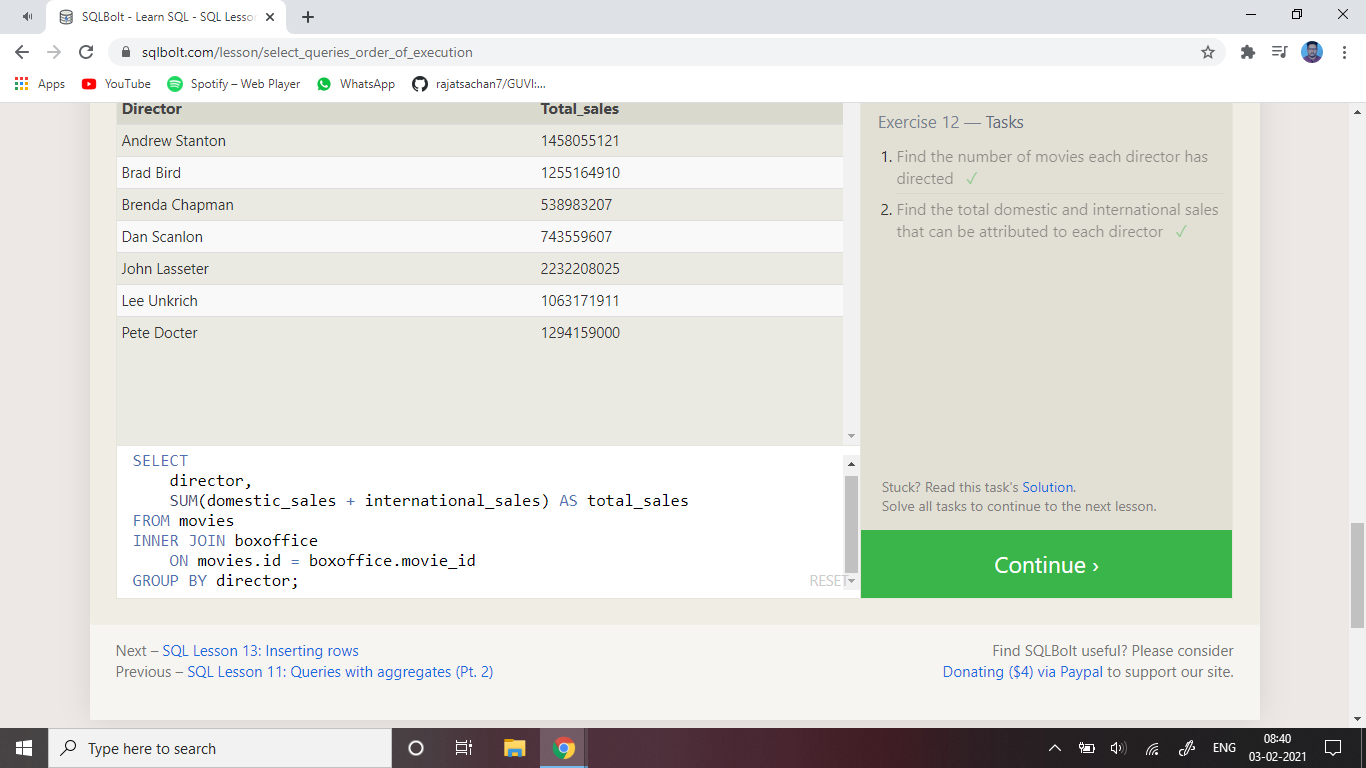 SQLBolt - Learn SQL - SQL Lesso
sqlbolt.com/lesson/select_queries_order_of_execution
Apps YouTube Spotify – Web Player WhatsApp rajatsachan7/GUVI:...
Director Total_sales
Andrew Stanton 1458055121
Brad Bird 1255164910
Brenda Chapman 538983207
Dan Scanlon 743559607
John Lasseter 2232208025
Lee Unkrich 1063171911
Pete Docter 1294159000
SELECT
director,
SUM(domestic_sales + international_sales) AS total_sales
FROM movies
INNER JOIN boxoffice
ON movies.id = boxoffice.movie_id
GROUP BY director;
RESET
Exercise 12 — Tasks
1. Find the number of movies each director has
directed ✓
2. Find the total domestic and international sales
that can be attributed to each director ✓
Stuck? Read this task's Solution.
Solve all tasks to continue to the next lesson.
Continue ›
Next – SQL Lesson 13: Inserting rows
Previous – SQL Lesson 11: Queries with aggregates (Pt. 2)
Find SQLBolt useful? Please consider
Donating ($4) via Paypal to support our site.
Type here to search
ENG
08:40
03-02-2021